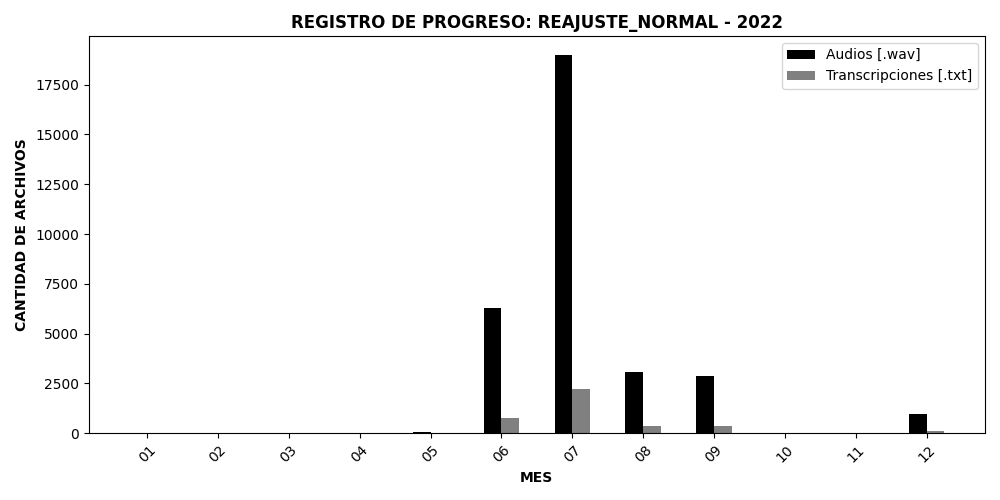 REGISTRO DE PROGRESO: REAJUSTE_NORMAL - 2022
Audios [.wav]
Transcripciones [.txt]
CANTIDAD DE ARCHIVOS
17500
15000
12500
10000
7500
5000
2500
0
01 02 03 04 05 06 07 08 09 10 11 12
MES